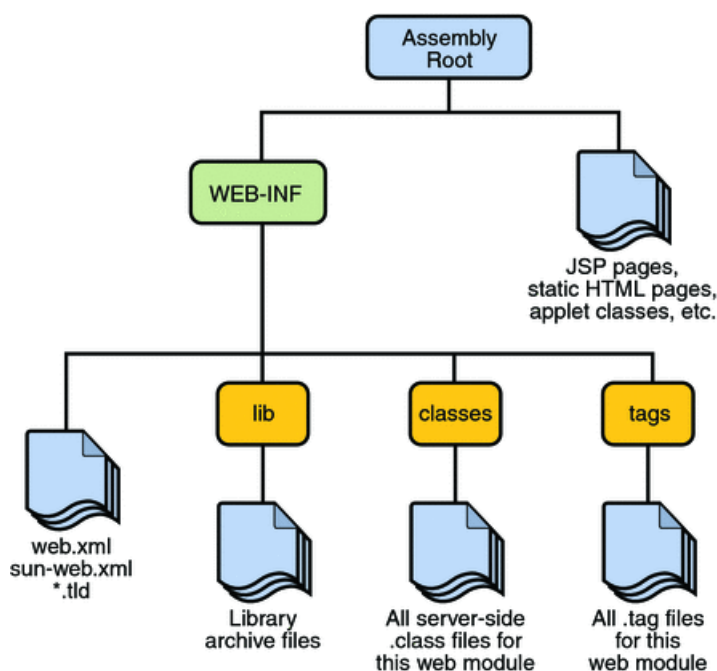 Assembly
Root
WEB-INF
JSP pages,
static HTML pages,
applet classes, etc.
lib
classes
tags
web.xml
sun-web.xml
*.tld
Library
archive files
All server-side
.class files for
this web module
All .tag files
for this
web module